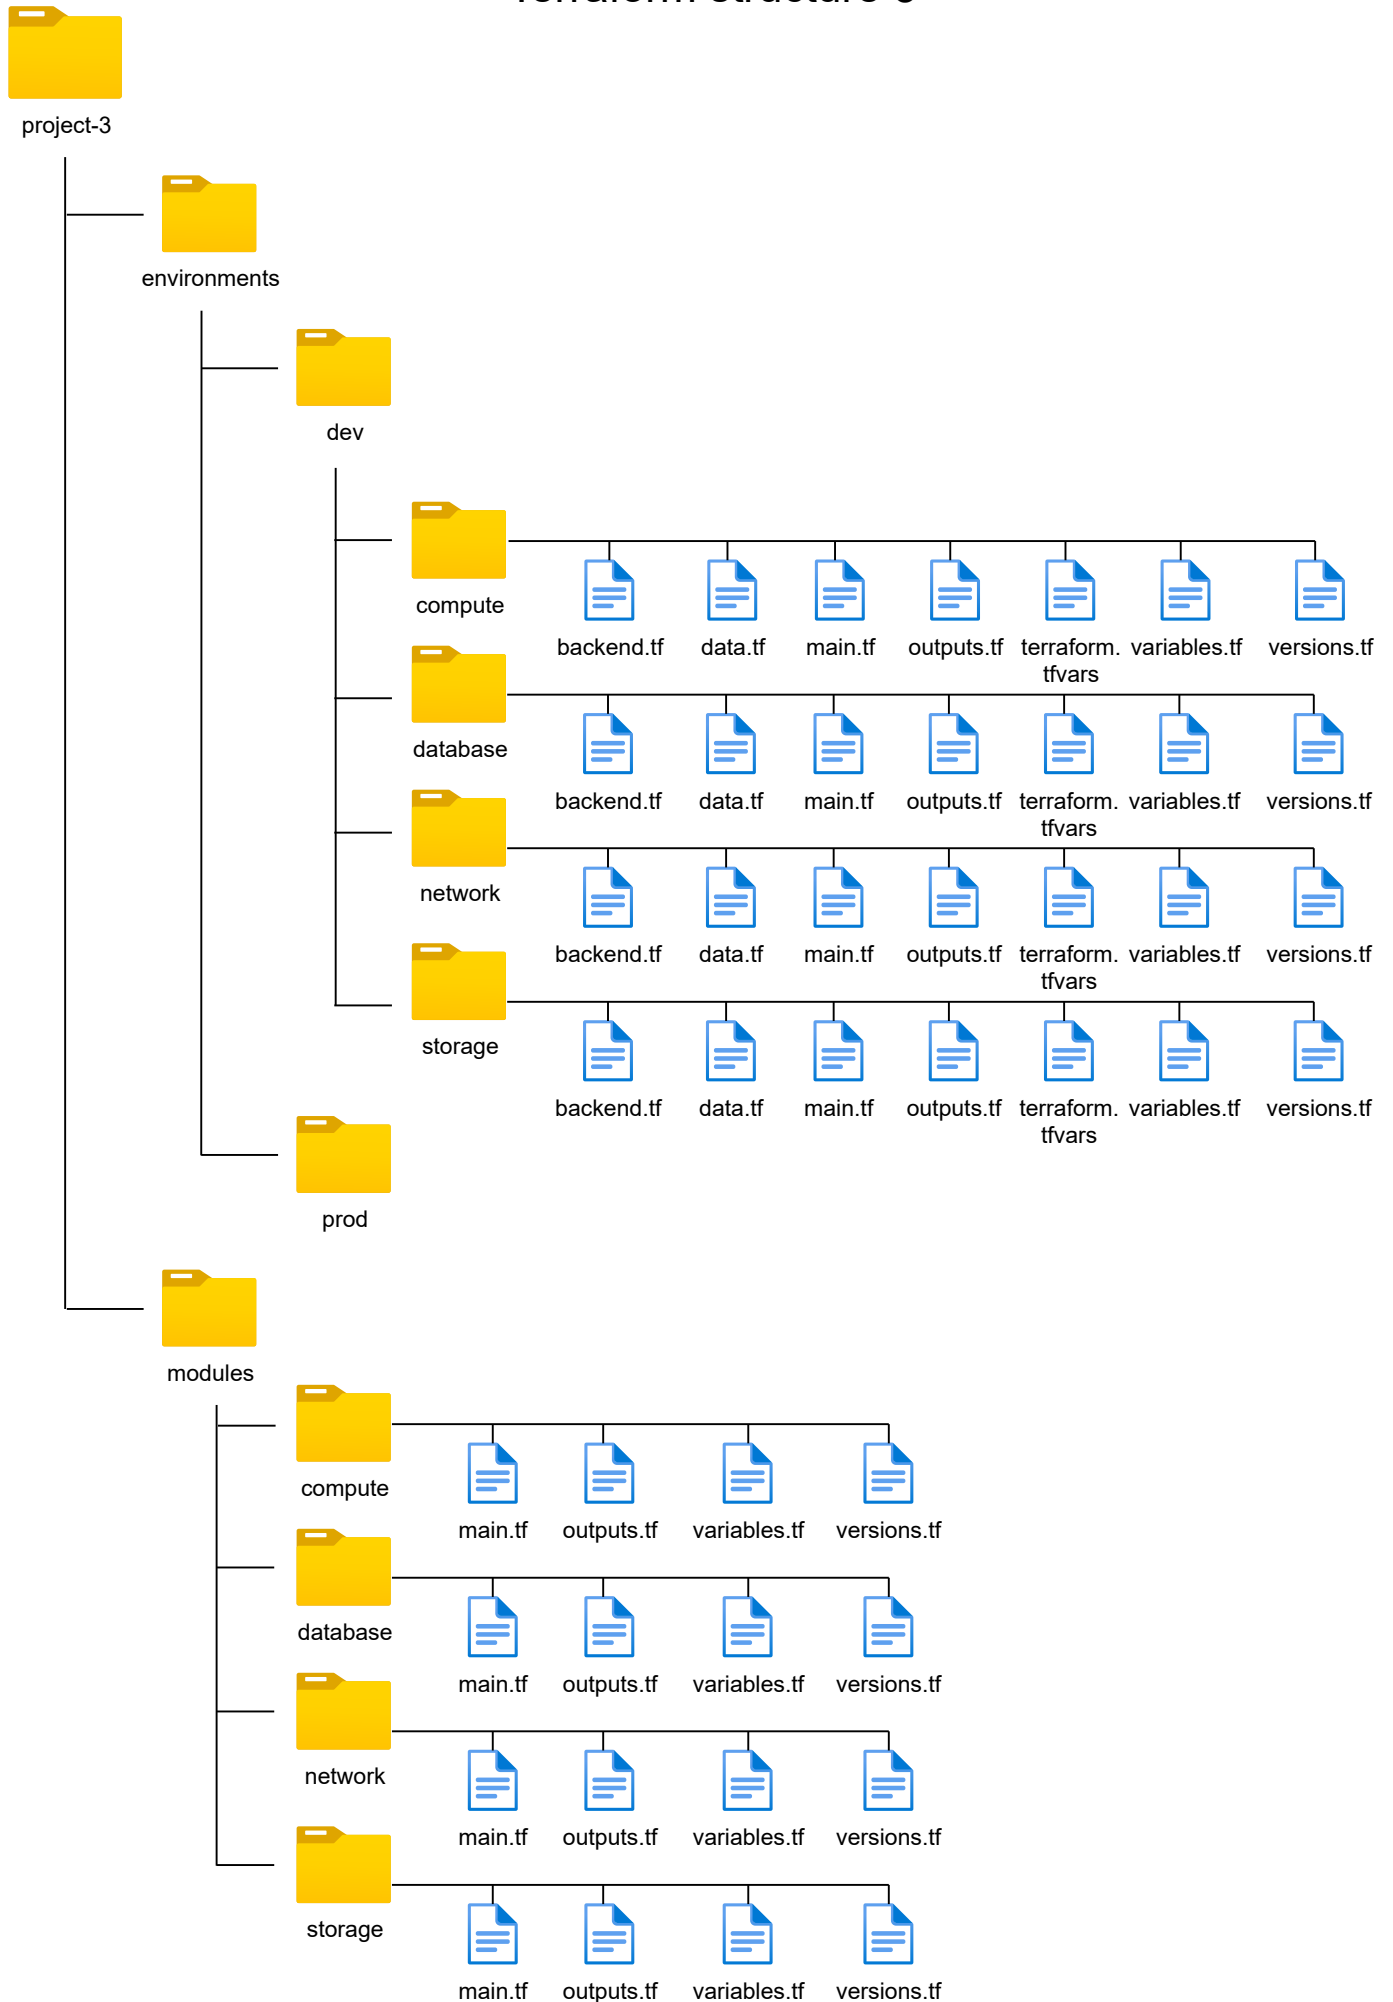 Terraform structure-3
project-3
environments
dev
compute
backend.tf data.tf main.tf outputs.tf terraform. variables.tf versions.tf
tfvars
database
backend.tf data.tf main.tf outputs.tf terraform. variables.tf versions.tf
tfvars
network
backend.tf data.tf main.tf outputs.tf terraform. variables.tf versions.tf
tfvars
storage
backend.tf data.tf main.tf outputs.tf terraform. variables.tf versions.tf
tfvars
prod
modules
compute
main.tf outputs.tf variables.tf versions.tf
database
main.tf outputs.tf variables.tf versions.tf
network
main.tf outputs.tf variables.tf versions.tf
storage
main.tf outputs.tf variables.tf versions.tf